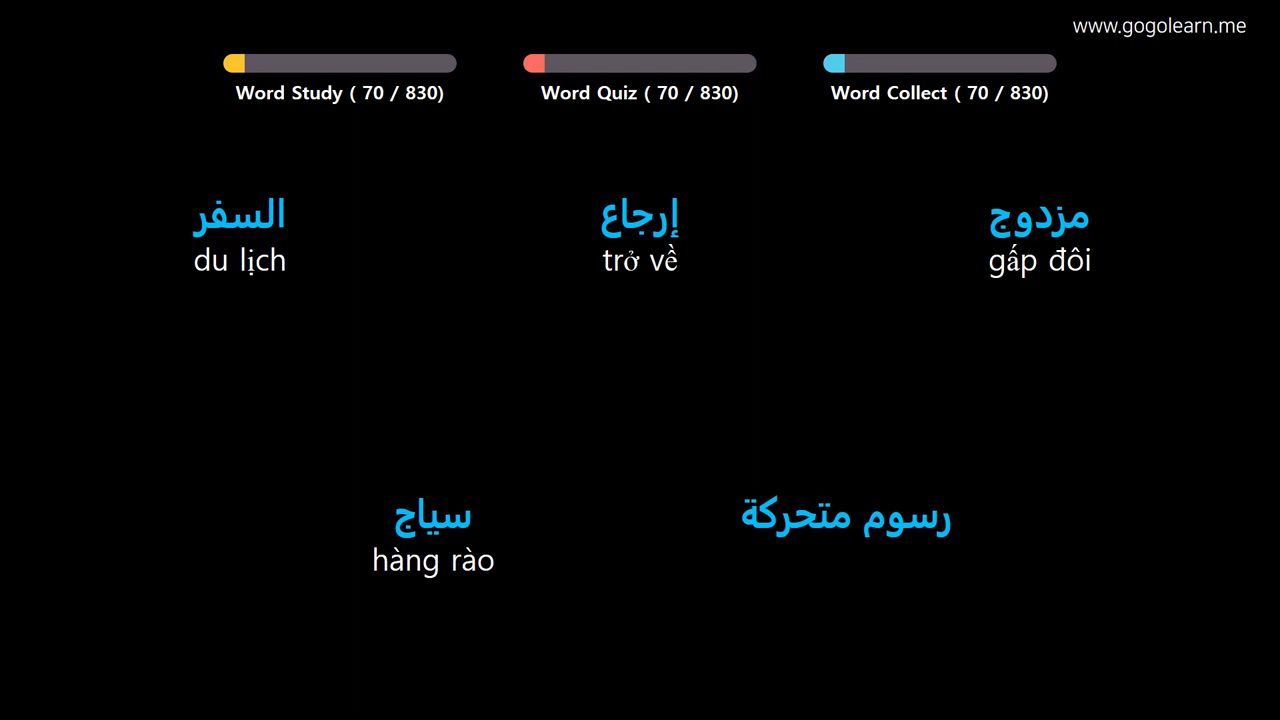 www.gogolearn.me
Word Study ( 70 / 830)
Word Quiz ( 70 / 830)
Word Collect ( 70 / 830)
السفر
du lịch
إرجاع
trở về
مزدوج
gấp đôi
سياج
hàng rào
رسوم متحركة